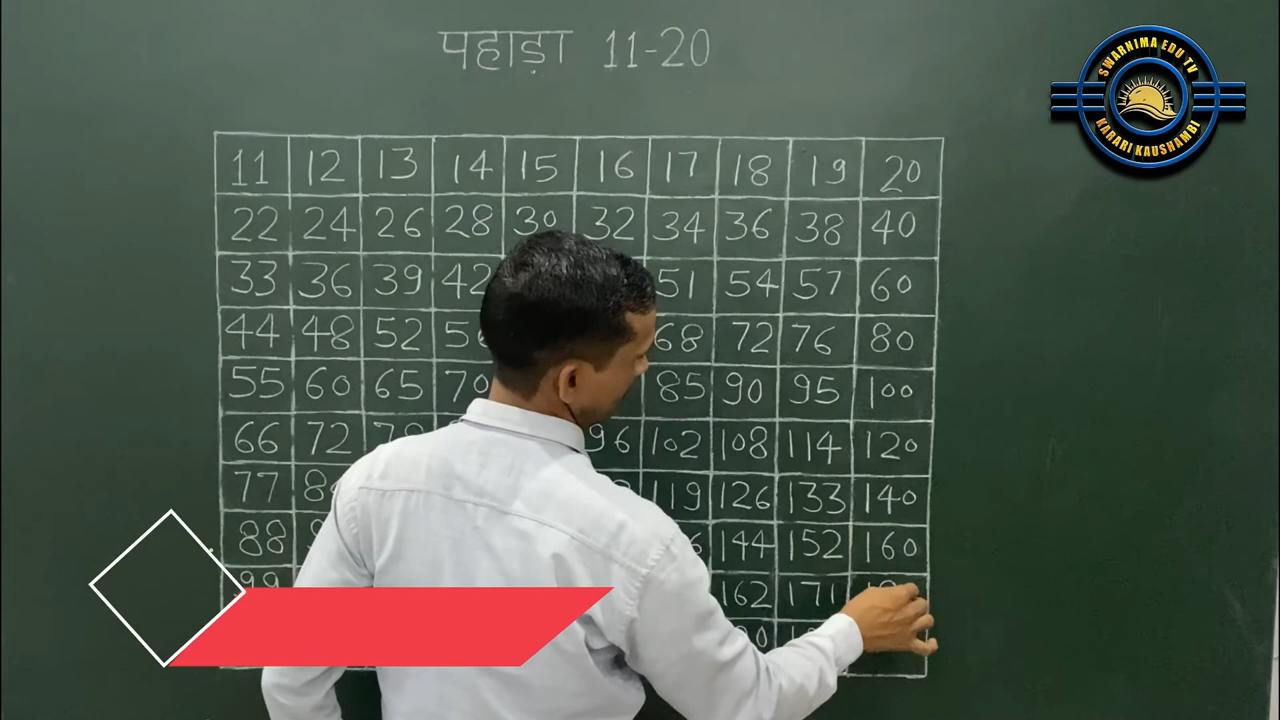 पहाड़ा 11-20
SWARNIMA EDU TV
KARARI KAUSHAMBI
11 12 13 14 15 16 17 18 19 20
22 24 26 28 30 32 34 36 38 40
33 36 39 42 51 54 57 60
44 48 52 68 72 76 80
55 60 65 70 85 90 95 100
66 72 96 102 108 114 120
77 119 126 133 140
88 144 152 160
99 162 171